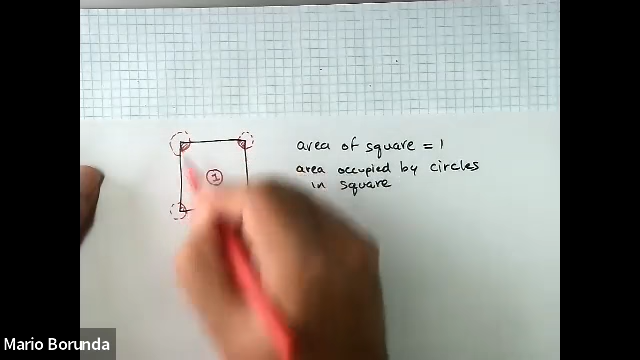 area of square = 1
area occupied by circles
in square
1
Mario Borunda